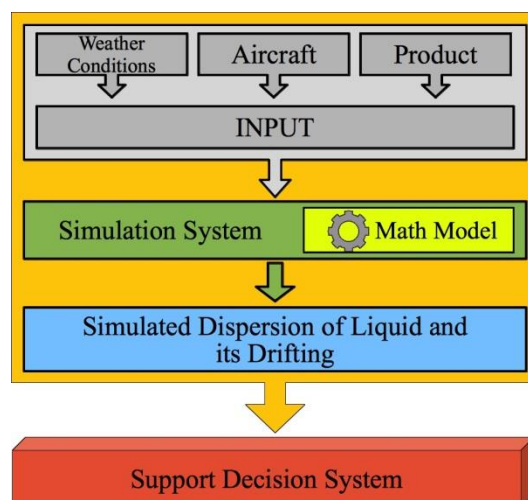 Weather
Conditions
Aircraft
Product
INPUT
Simulation System
Math Model
Simulated Dispersion of Liquid and
its Drifting
Support Decision System